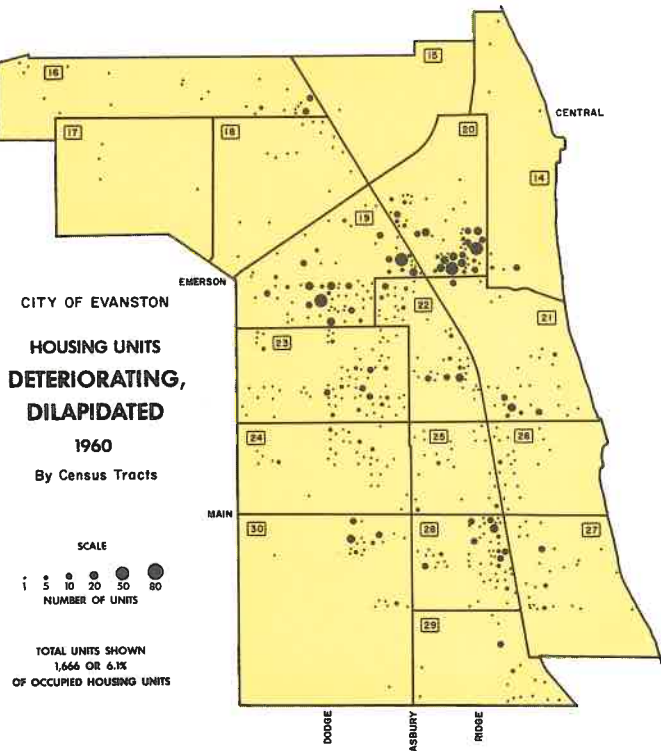 15
16
CENTRAL
17
18
20
14
19
EMERSON
CITY OF EVANSTON
22
21
HOUSING UNITS
23
DETERIORATING,
DILAPIDATED
1960
24
25
26
By Census Tracts
MAIN
30
28
27
SCALE
1 5 10 20 50 80
NUMBER OF UNITS
29
TOTAL UNITS SHOWN
1,666 OR 6.1%
OF OCCUPIED HOUSING UNITS
DODGE
ASBURY
RIDGE